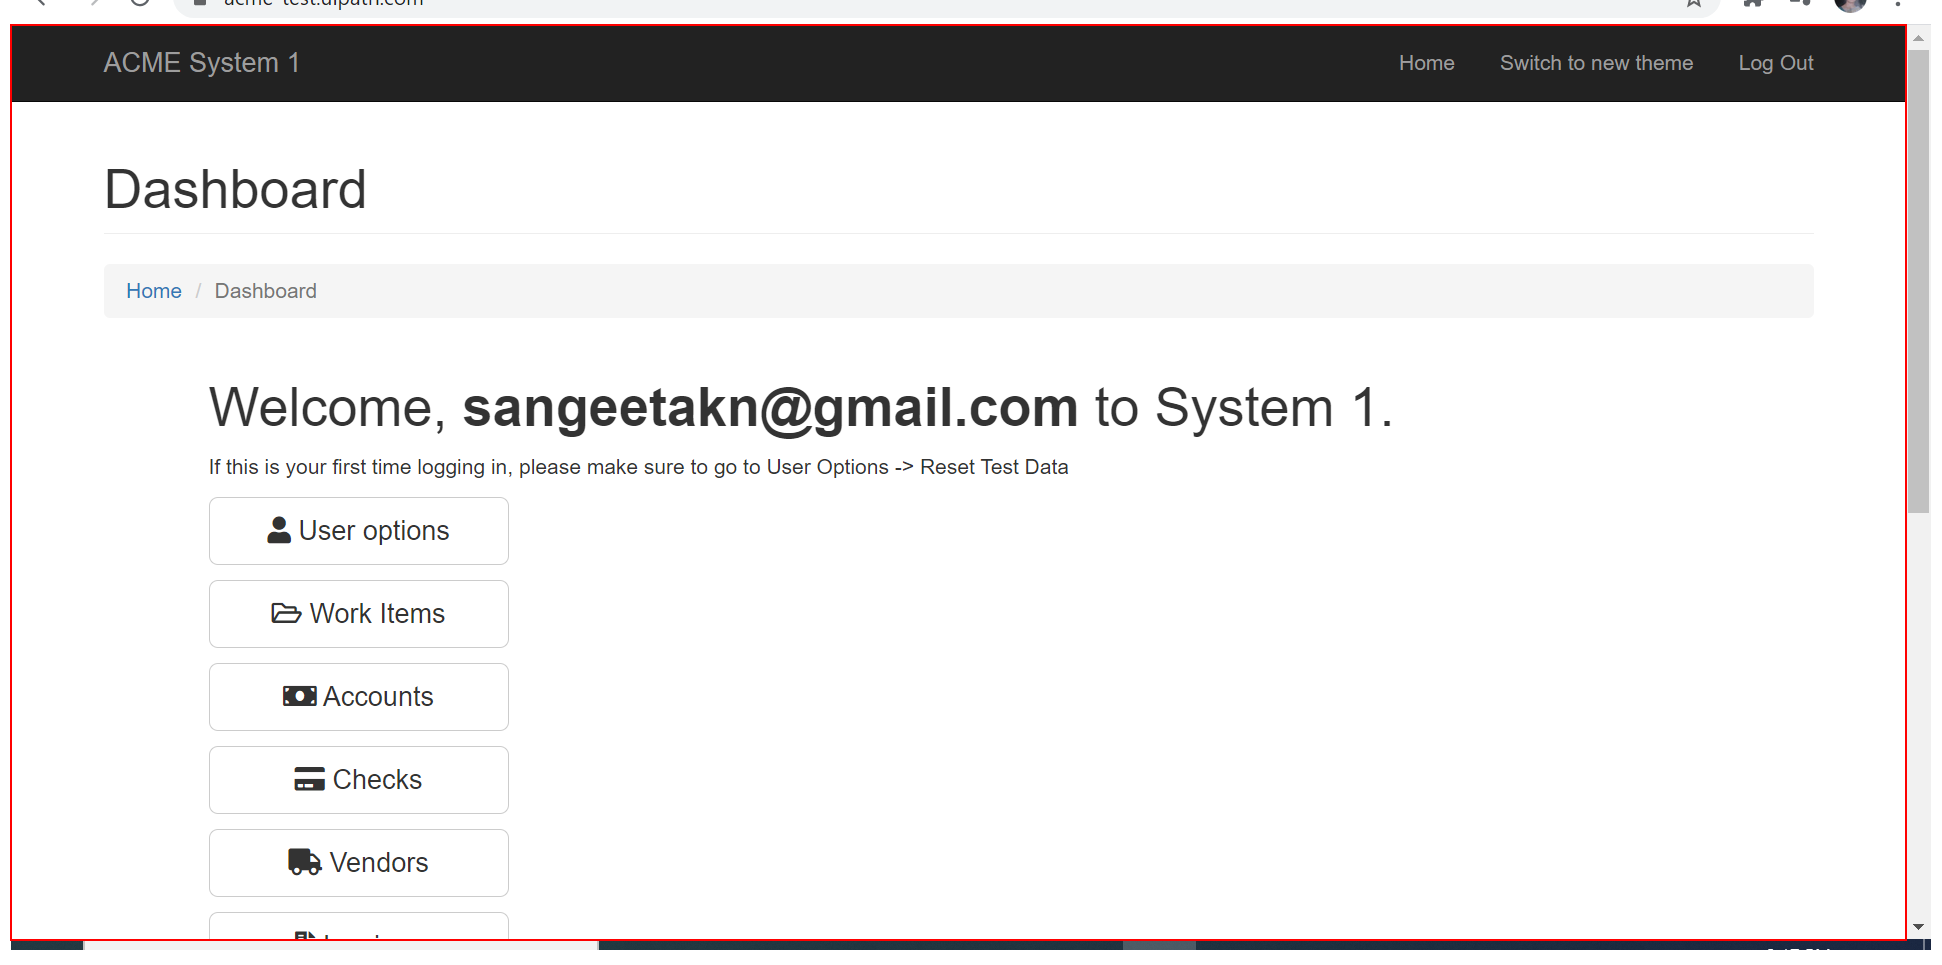 acme-test.uipath.com
ACME System 1 Home Switch to new theme Log Out
Dashboard
Home / Dashboard
Welcome, sangeetakn@gmail.com to System 1.
If this is your first time logging in, please make sure to go to User Options -> Reset Test Data
User options
Work Items
Accounts
Checks
Vendors